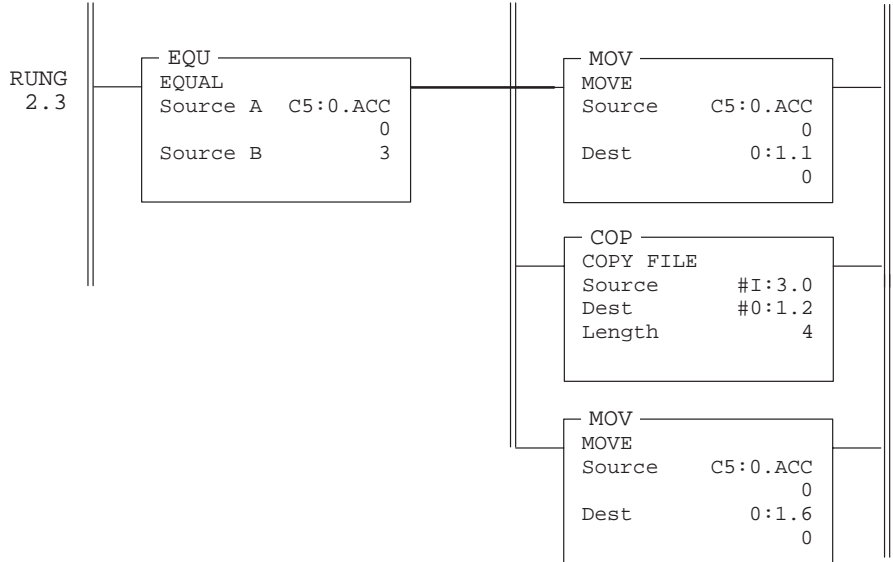 RUNG
2.3
EQU
EQUAL
Source A C5:0.ACC
0
Source B 3
MOV
MOVE
Source C5:0.ACC
0
Dest 0:1.1
0
COP
COPY FILE
Source #I:3.0
Dest #0:1.2
Length 4
MOV
MOVE
Source C5:0.ACC
0
Dest 0:1.6
0